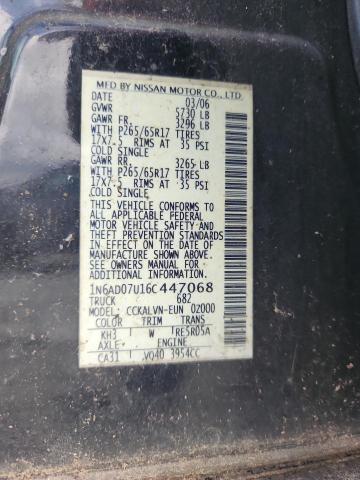 MFD BY NISSAN MOTOR CO., LTD.
DATE 03/06
GVWR 5730 LB
GAWR FR. 3296 LB
WITH P265/65R17 TIRES
17X7.5 RIMS AT 35 PSI
COLD SINGLE
GAWR RR. 3265 LB
WITH P265/65R17 TIRES
17X7.5 RIMS AT 35 PSI
COLD SINGLE
THIS VEHICLE CONFORMS TO
ALL APPLICABLE FEDERAL
MOTOR VEHICLE SAFETY AND
THEFT PREVENTION STANDARDS
IN EFFECT ON THE DATE OF
MANUFACTURE SHOWN ABOVE.
SEE OWNER'S MANUAL FOR
ADDITIONAL INFORMATION.
1N6AD07U16C447068
TRUCK 682
MODEL: CCKALVN-EUN 02000
COLOR TRIM TRANS
KH3 W RE5R05A
AXLE ENGINE
CA31 VQ40 3954CC